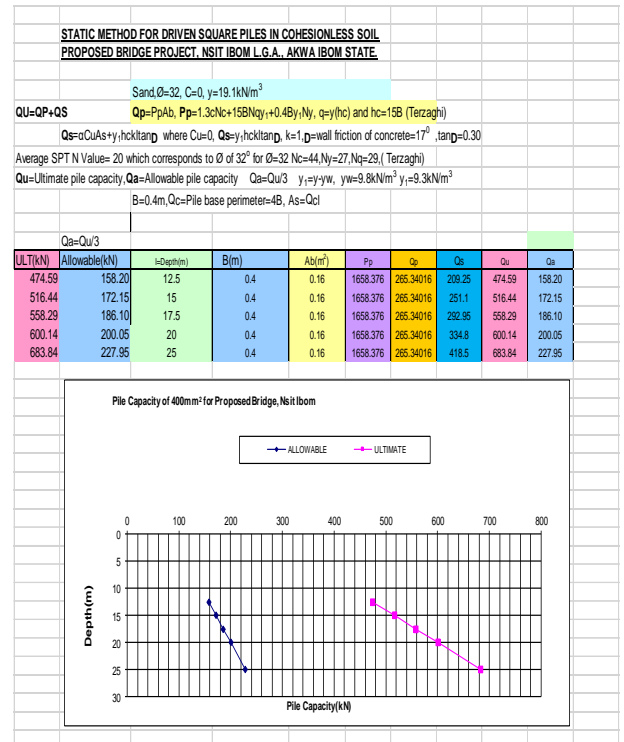 STATIC METHOD FOR DRIVEN SQUARE PILES IN COHESIONLESS SOIL
PROPOSED BRIDGE PROJECT, NSIT IBOM L.G.A., AKWA IBOM STATE.
Sand,Ø=32, C=0, y=19.1kN/m³
QU=QP+QS Qp=PpAb, Pp=1.3cNc+15BNqy₁+0.4By₁Ny, q=y(hc) and hc=15B (Terzaghi)
Qs=αCuAs+y₁hckltanD where Cu=0, Qs=y₁hckltanD, k=1,D=wall friction of concrete=17⁰ ,tanD=0.30
Average SPT N Value= 20 which corresponds to Ø of 32° for Ø=32 Nc=44,Ny=27,Nq=29,( Terzaghi)
Qu=Ultimate pile capacity,Qa=Allowable pile capacity Qa=Qu/3 y₁=y-yw, yw=9.8kN/m³ y₁=9.3kN/m³
B=0.4m,Qc=Pile base perimeter=4B, As=Qcl
Qa=Qu/3
ULT(kN) Allowable(kN) l=Depth(m) B(m) Ab(m²) Pp Qp Qs Qu Qa
474.59 158.20 12.5 0.4 0.16 1658.376 265.34016 209.25 474.59 158.20
516.44 172.15 15 0.4 0.16 1658.376 265.34016 251.1 516.44 172.15
558.29 186.10 17.5 0.4 0.16 1658.376 265.34016 292.95 558.29 186.10
600.14 200.05 20 0.4 0.16 1658.376 265.34016 334.8 600.14 200.05
683.84 227.95 25 0.4 0.16 1658.376 265.34016 418.5 683.84 227.95
Pile Capacity of 400mm² for Proposed Bridge, Nsit Ibom
ALLOWABLE ULTIMATE
0 100 200 300 400 500 600 700 800
0
5
10
15
20
25
30
Depth(m)
Pile Capacity(kN)